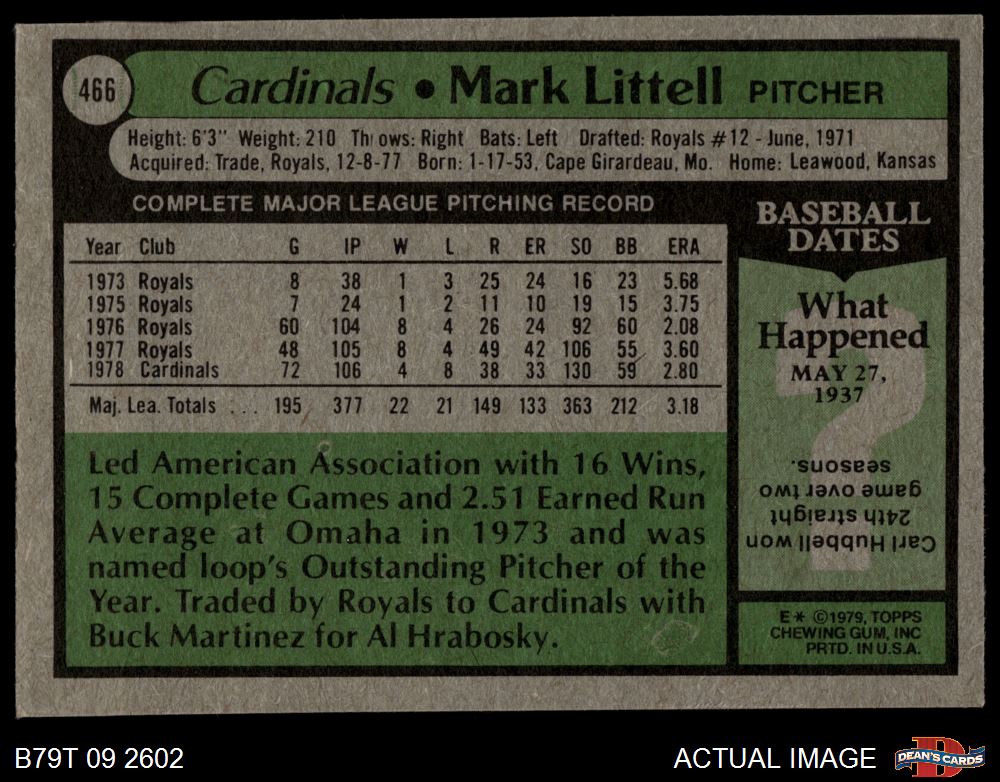 466
Cardinals • Mark Littell PITCHER
Height: 6'3" Weight: 210 Throws: Right Bats: Left Drafted: Royals #12 - June, 1971
Acquired: Trade, Royals, 12-8-77 Born: 1-17-53, Cape Girardeau, Mo. Home: Leawood, Kansas
COMPLETE MAJOR LEAGUE PITCHING RECORD
Year Club G IP W L R ER SO BB ERA
1973 Royals 8 38 1 3 25 24 16 23 5.68
1975 Royals 7 24 1 2 11 10 19 15 3.75
1976 Royals 60 104 8 4 26 24 92 60 2.08
1977 Royals 48 105 8 4 49 42 106 55 3.60
1978 Cardinals 72 106 4 8 38 33 130 59 2.80
Maj. Lea. Totals ... 195 377 22 21 149 133 363 212 3.18
Led American Association with 16 Wins,
15 Complete Games and 2.51 Earned Run
Average at Omaha in 1973 and was
named loop's Outstanding Pitcher of the
Year. Traded by Royals to Cardinals with
Buck Martinez for Al Hrabosky.
BASEBALL
DATES
What
Happened
MAY 27,
1937
?
Carl Hubbell won
24th straight
game over two
seasons.
E* ©1979, TOPPS
CHEWING GUM, INC
PRTD. IN U.S.A.
B79T 09 2602
ACTUAL IMAGE
D
DEAN'S CARDS